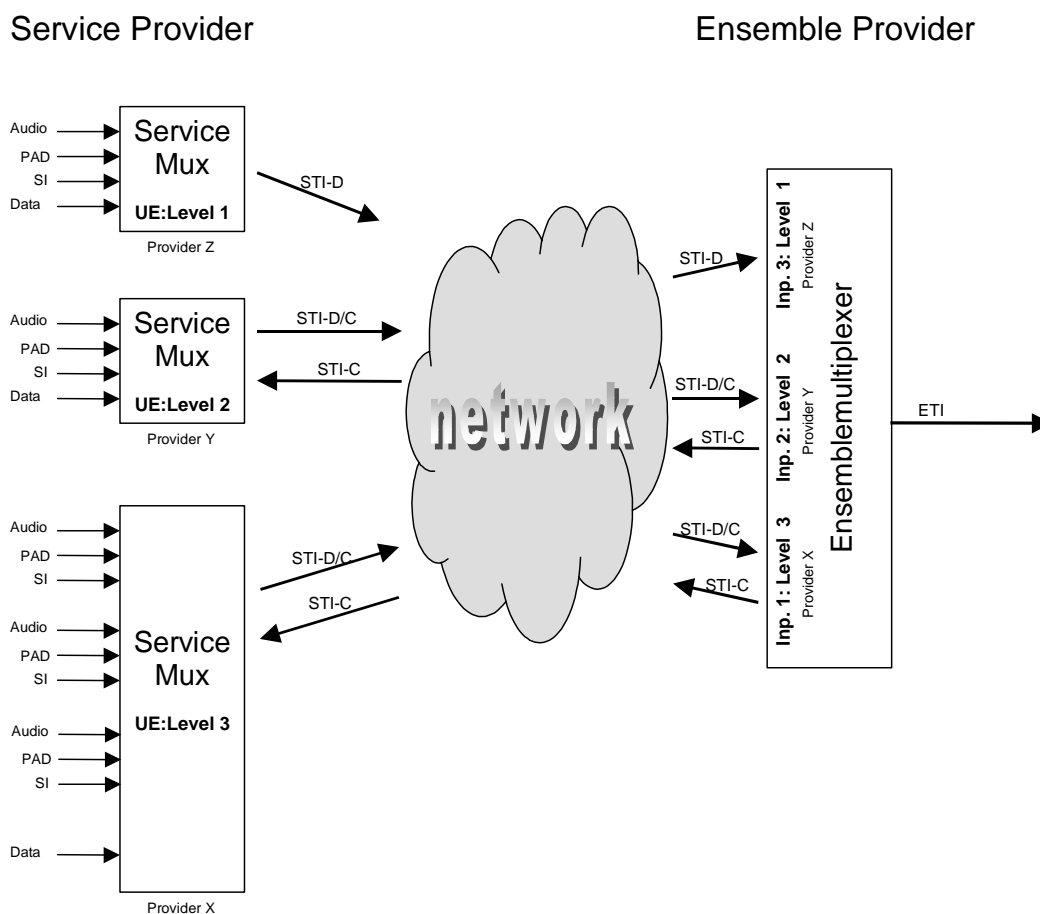 Service Provider
Ensemble Provider
Audio
PAD
SI
Data
Service
Mux
UE:Level 1
Provider Z
STI-D
Audio
PAD
SI
Data
Service
Mux
UE:Level 2
Provider Y
STI-D/C
STI-C
Audio
PAD
SI
Audio
PAD
SI
Audio
PAD
SI
Data
Service
Mux
UE:Level 3
Provider X
STI-D/C
STI-C
network
STI-D
STI-D/C
STI-C
STI-D/C
STI-C
Inp. 3: Level 1
Provider Z
Inp. 2: Level 2
Provider Y
Inp. 1: Level 3
Provider X
Ensemblemultiplexer
ETI